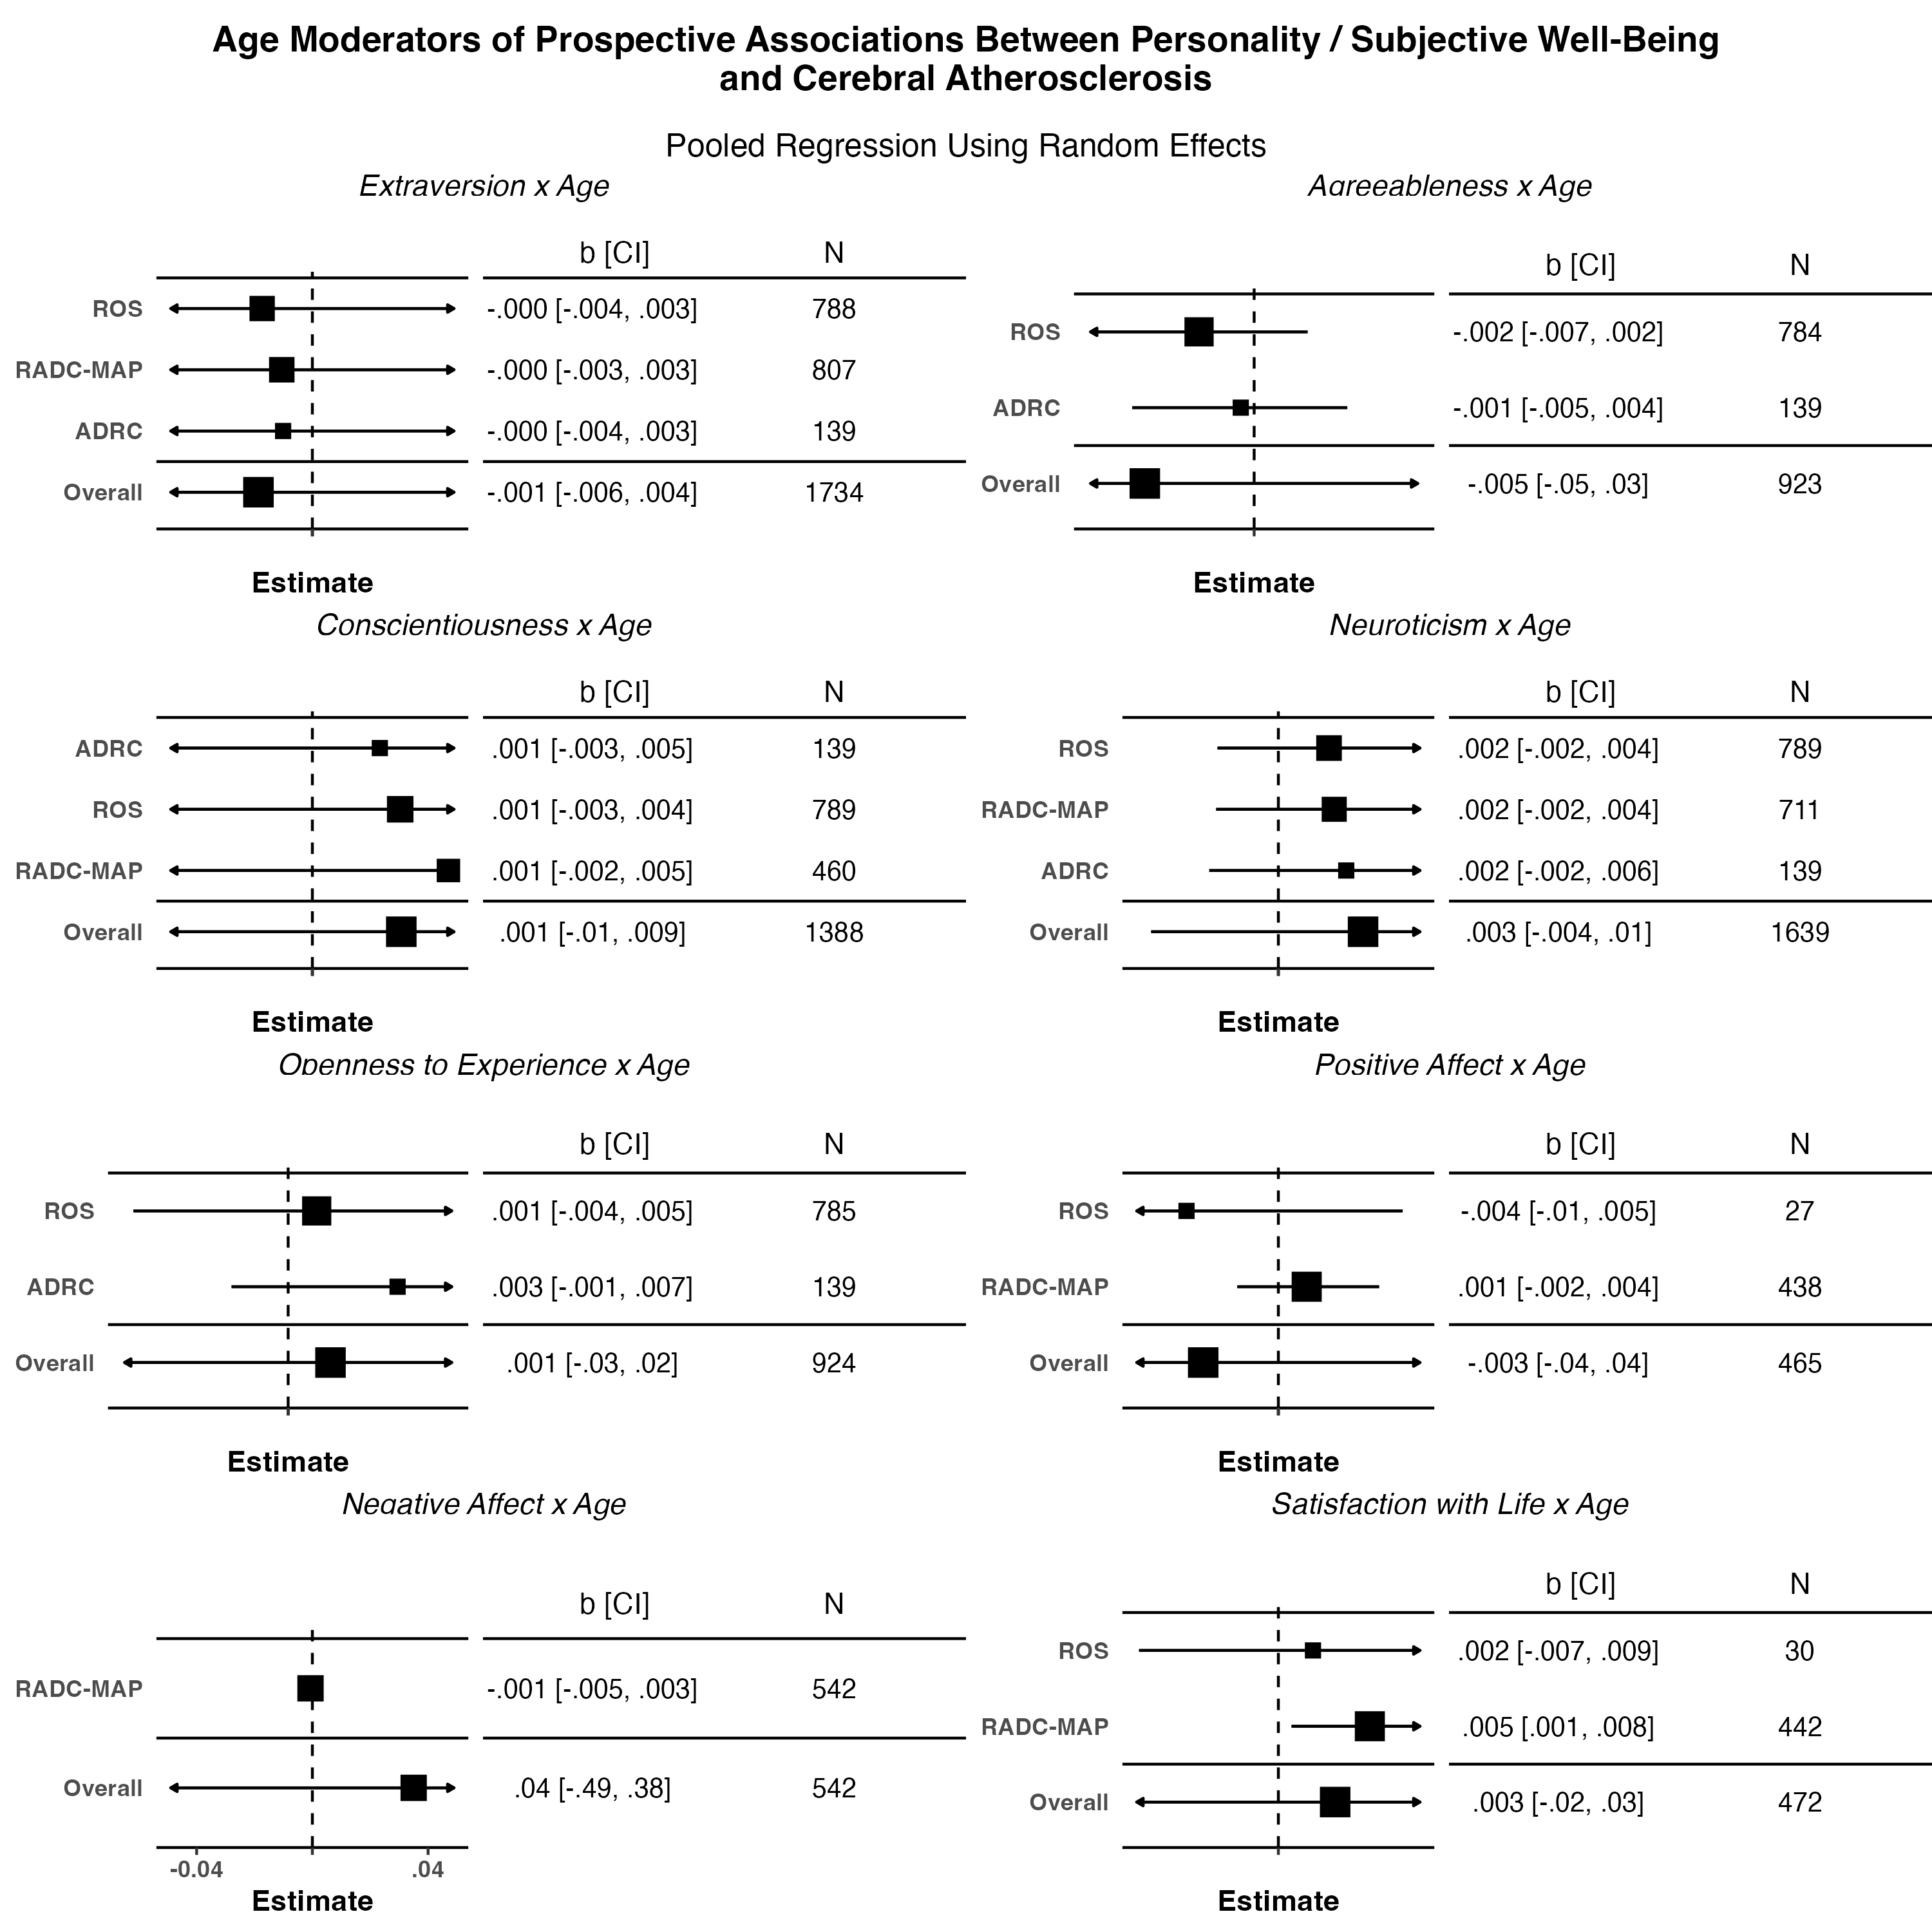 Age Moderators of Prospective Associations Between Personality / Subjective Well-Being
and Cerebral Atherosclerosis
Pooled Regression Using Random Effects
Extraversion x Age
b [CI] N
ROS -.000 [-.004, .003] 788
RADC-MAP -.000 [-.003, .003] 807
ADRC -.000 [-.004, .003] 139
Overall -.001 [-.006, .004] 1734
Estimate
Agreeableness x Age
b [CI] N
ROS -.002 [-.007, .002] 784
ADRC -.001 [-.005, .004] 139
Overall -.005 [-.05, .03] 923
Estimate
Conscientiousness x Age
b [CI] N
ADRC .001 [-.003, .005] 139
ROS .001 [-.003, .004] 789
RADC-MAP .001 [-.002, .005] 460
Overall .001 [-.01, .009] 1388
Estimate
Neuroticism x Age
b [CI] N
ROS .002 [-.002, .004] 789
RADC-MAP .002 [-.002, .004] 711
ADRC .002 [-.002, .006] 139
Overall .003 [-.004, .01] 1639
Estimate
Openness to Experience x Age
b [CI] N
ROS .001 [-.004, .005] 785
ADRC .003 [-.001, .007] 139
Overall .001 [-.03, .02] 924
Estimate
Positive Affect x Age
b [CI] N
ROS -.004 [-.01, .005] 27
RADC-MAP .001 [-.002, .004] 438
Overall -.003 [-.04, .04] 465
Estimate
Negative Affect x Age
b [CI] N
RADC-MAP -.001 [-.005, .003] 542
Overall .04 [-.49, .38] 542
-0.04 .04
Estimate
Satisfaction with Life x Age
b [CI] N
ROS .002 [-.007, .009] 30
RADC-MAP .005 [.001, .008] 442
Overall .003 [-.02, .03] 472
Estimate